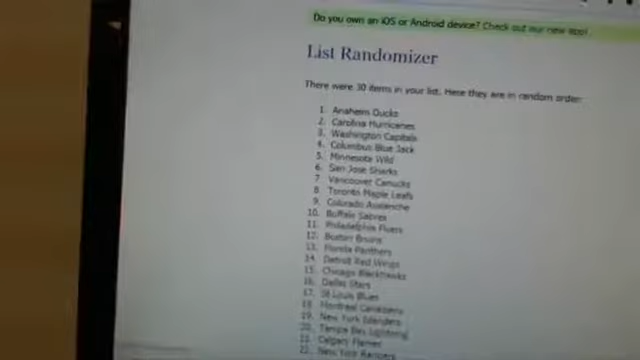 Do you own an iOS or Android device? Check out our new app!
List Randomizer
There were 30 items in your list. Here they are in random order:
1. Anaheim Ducks
2. Carolina Hurricanes
3. Washington Capitals
4. Columbus Blue Jack
5. Minnesota Wild
6. San Jose Sharks
7. Vancouver Canucks
8. Toronto Maple Leafs
9. Colorado Avalanche
10. Buffalo Sabres
11. Philadelphia Flyers
12. Boston Bruins
13. Florida Panthers
14. Detroit Red Wings
15. Chicago Blackhawks
16. Dallas Stars
17. St Louis Blues
18. Montreal Canadiens
19. New York Islanders
20. Tampa Bay Lightning
21. Calgary Flames
22. New York Rangers